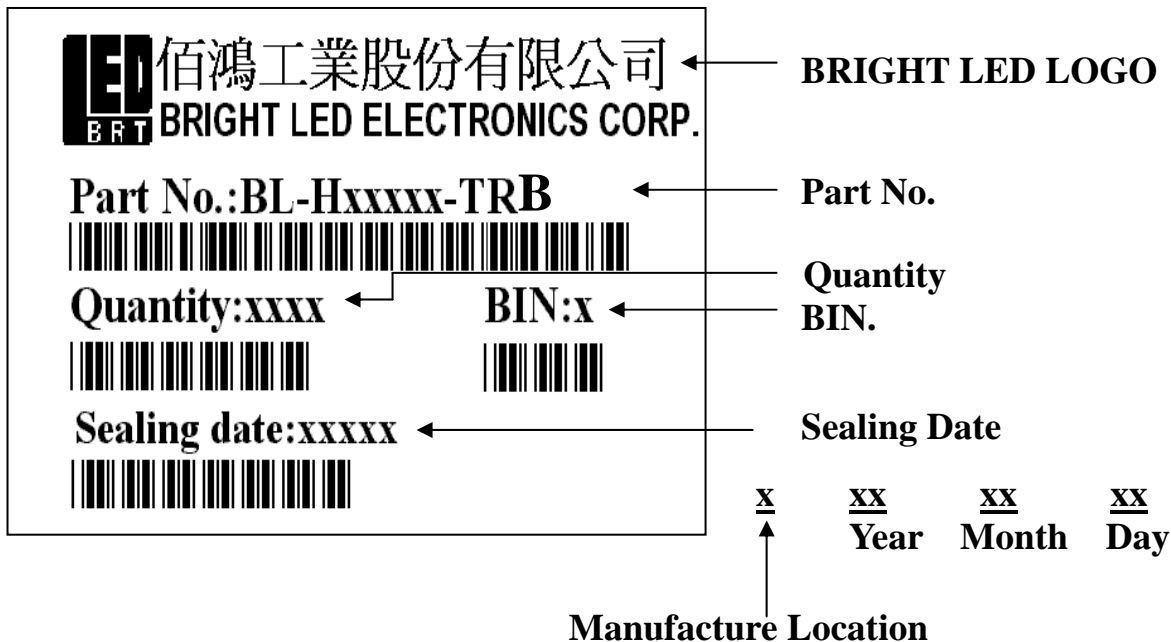 LED 佰鴻工業股份有限公司
BRT BRIGHT LED ELECTRONICS CORP.
BRIGHT LED LOGO
Part No.:BL-Hxxxxx-TRB
Part No.
Quantity:xxxx
BIN:x
Quantity
BIN.
Sealing date:xxxxx
Sealing Date
x xx xx xx
Year Month Day
Manufacture Location